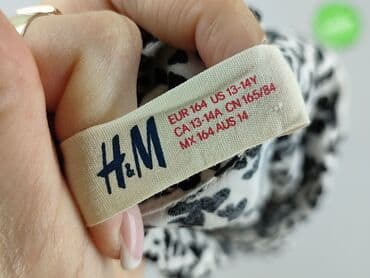 H&M
EUR 164 US 13-14Y
CA 13-14A CN 165/84
MX 164 AUS 14